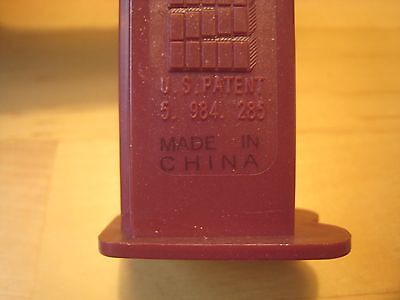 U.S. PATENT
5. 984. 285
MADE IN
CHINA